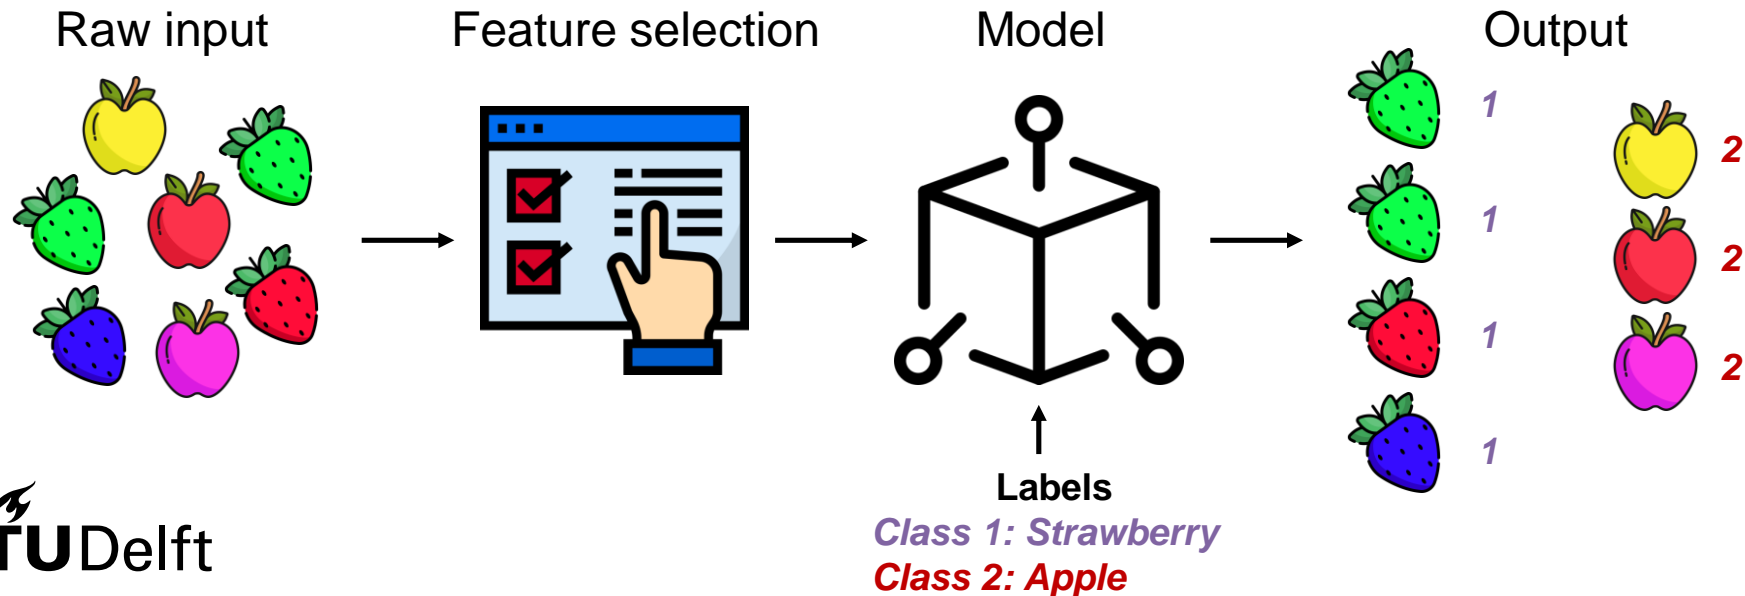 Raw input
Feature selection
Model
Output
1
1
1
1
2
2
2
Labels
Class 1: Strawberry
Class 2: Apple
TUDelft